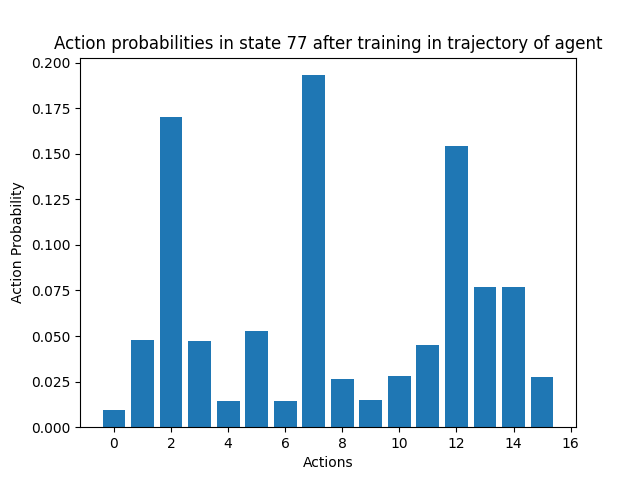 Action probabilities in state 77 after training in trajectory of agent
0.200
0.175
0.150
0.125
0.100
0.075
0.050
0.025
0.000
Action Probability
0 2 4 6 8 10 12 14 16
Actions